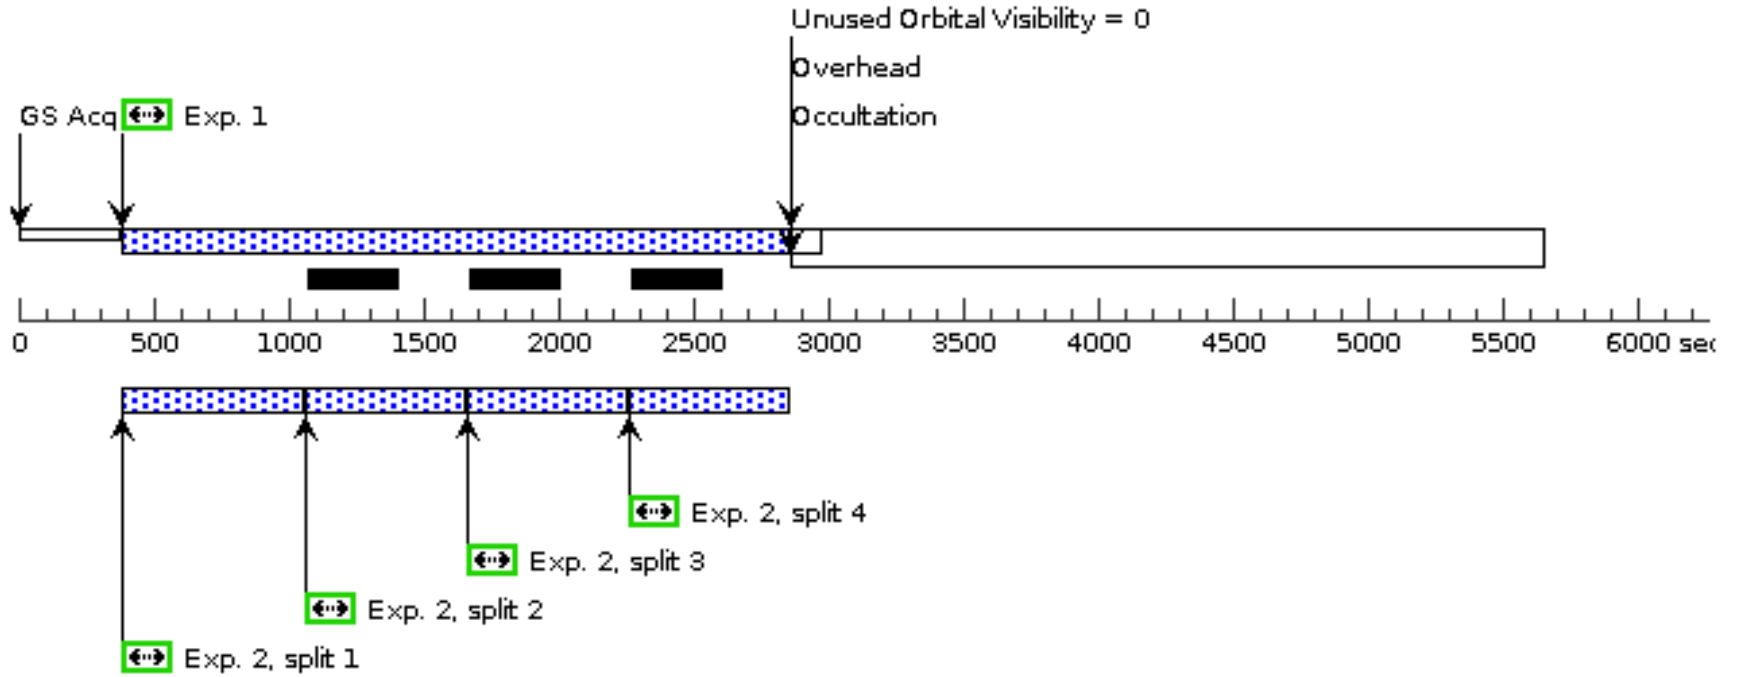 Unused Orbital Visibility = 0
Overhead
GS Acq Exp. 1
Occultation
0 500 1000 1500 2000 2500 3000 3500 4000 4500 5000 5500 6000 sec
Exp. 2, split 4
Exp. 2, split 3
Exp. 2, split 2
Exp. 2, split 1